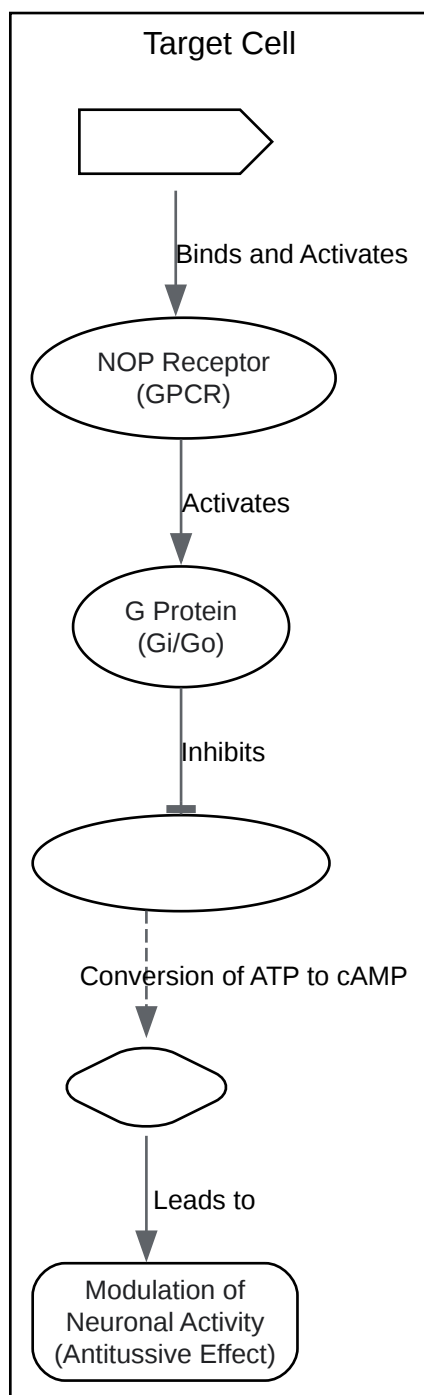 Target Cell
Binds and Activates
NOP Receptor
(GPCR)
Activates
G Protein
(Gi/Go)
Inhibits
Conversion of ATP to cAMP
Leads to
Modulation of
Neuronal Activity
(Antitussive Effect)